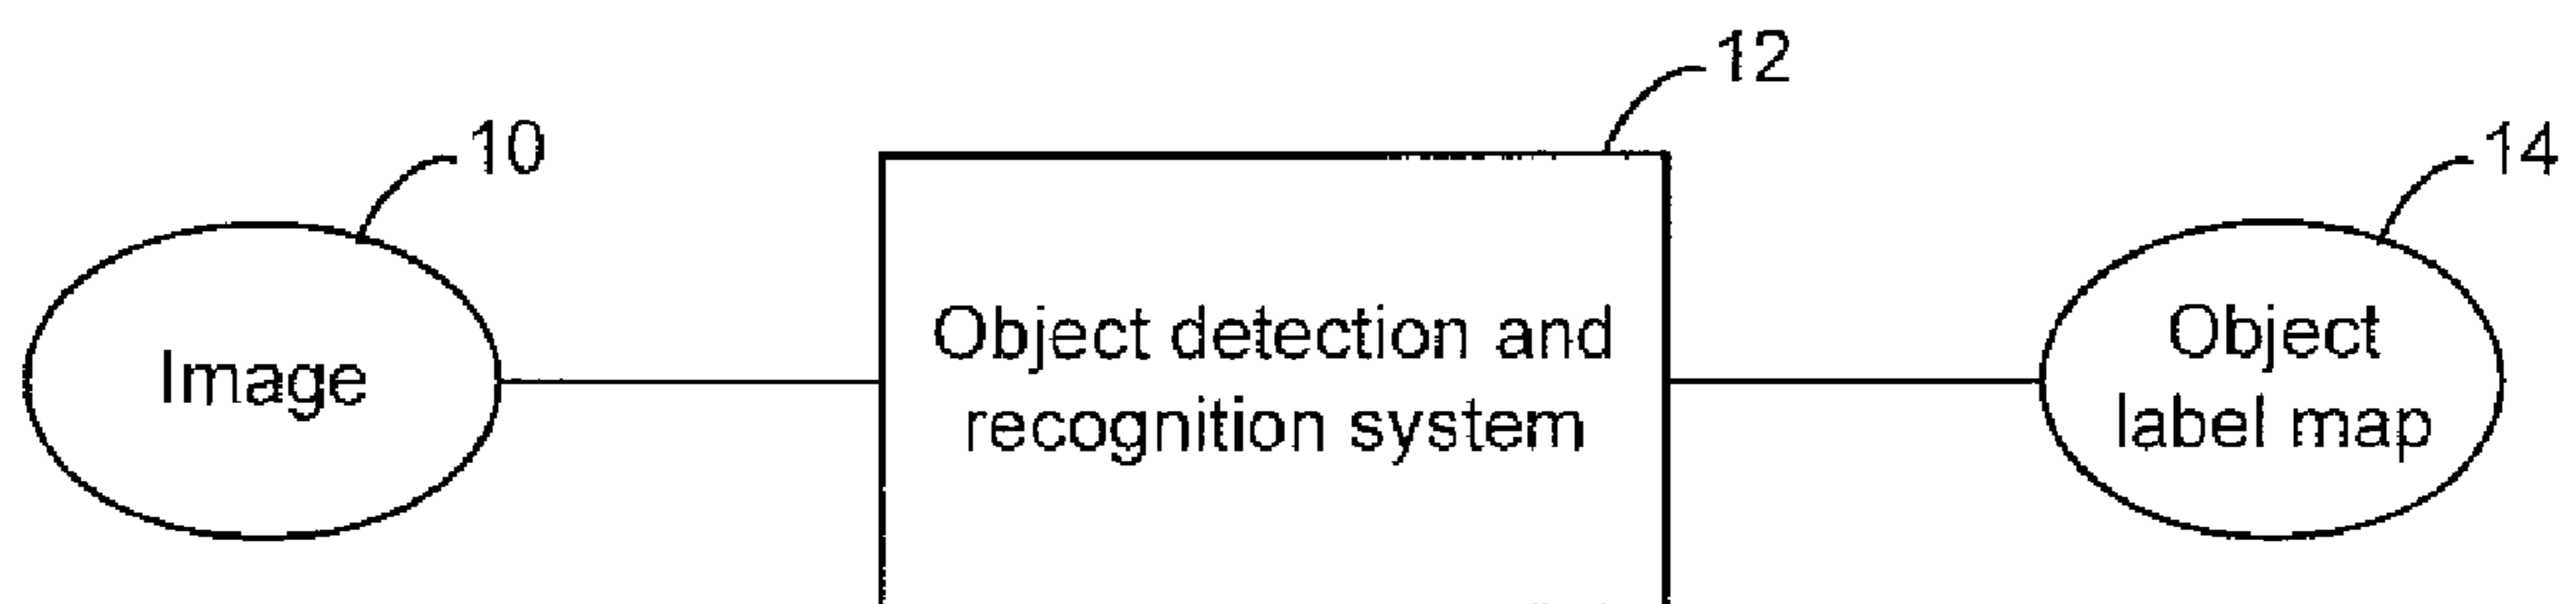 12
10
14
Image
Object detection and
recognition system
Object
label map